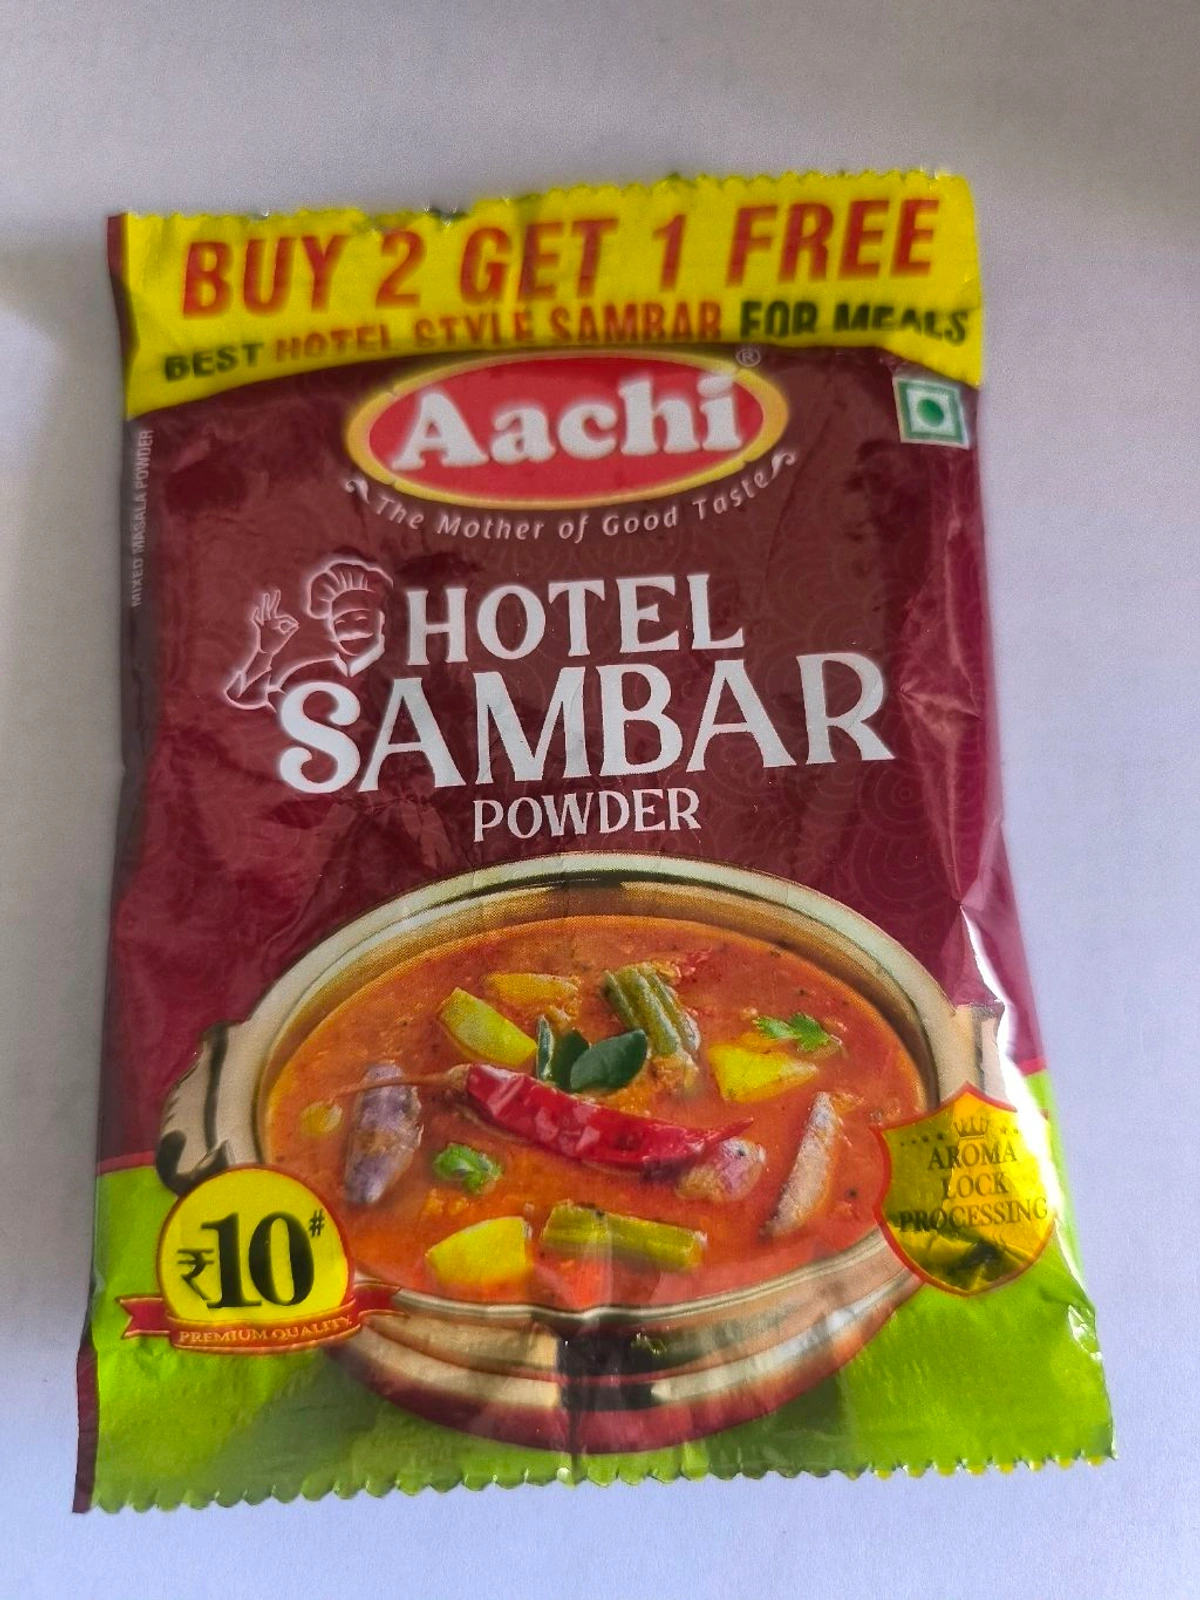 BUY 2 GET 1 FREE
BEST HOTEL STYLE SAMBAR FOR MEALS
Aachi®
The Mother of Good Taste
MIXED MASALA POWDER
HOTEL
SAMBAR
POWDER
AROMA
LOCK
PROCESSING
₹10#
PREMIUM QUALITY